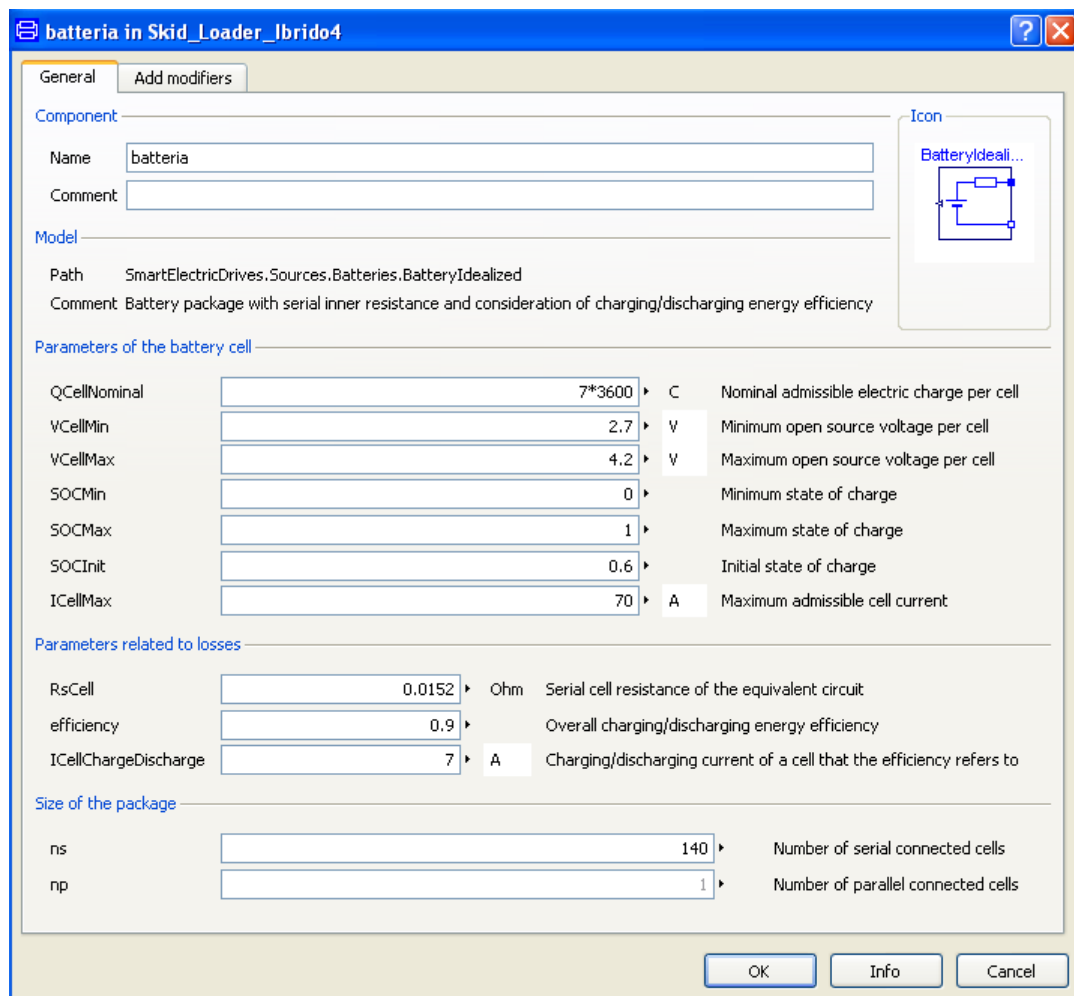 batteria in Skid_Loader_Ibrido4
General Add modifiers
Component
Icon
Name batteria
BatteryIdeali...
Comment
Model
Path SmartElectricDrives.Sources.Batteries.BatteryIdealized
Comment Battery package with serial inner resistance and consideration of charging/discharging energy efficiency
Parameters of the battery cell
QCellNominal 7*3600 C Nominal admissible electric charge per cell
VCellMin 2.7 V Minimum open source voltage per cell
VCellMax 4.2 V Maximum open source voltage per cell
SOCMin 0 Minimum state of charge
SOCMax 1 Maximum state of charge
SOCInit 0.6 Initial state of charge
ICellMax 70 A Maximum admissible cell current
Parameters related to losses
RsCell 0.0152 Ohm Serial cell resistance of the equivalent circuit
efficiency 0.9 Overall charging/discharging energy efficiency
ICellChargeDischarge 7 A Charging/discharging current of a cell that the efficiency refers to
Size of the package
ns 140 Number of serial connected cells
np 1 Number of parallel connected cells
OK Info Cancel